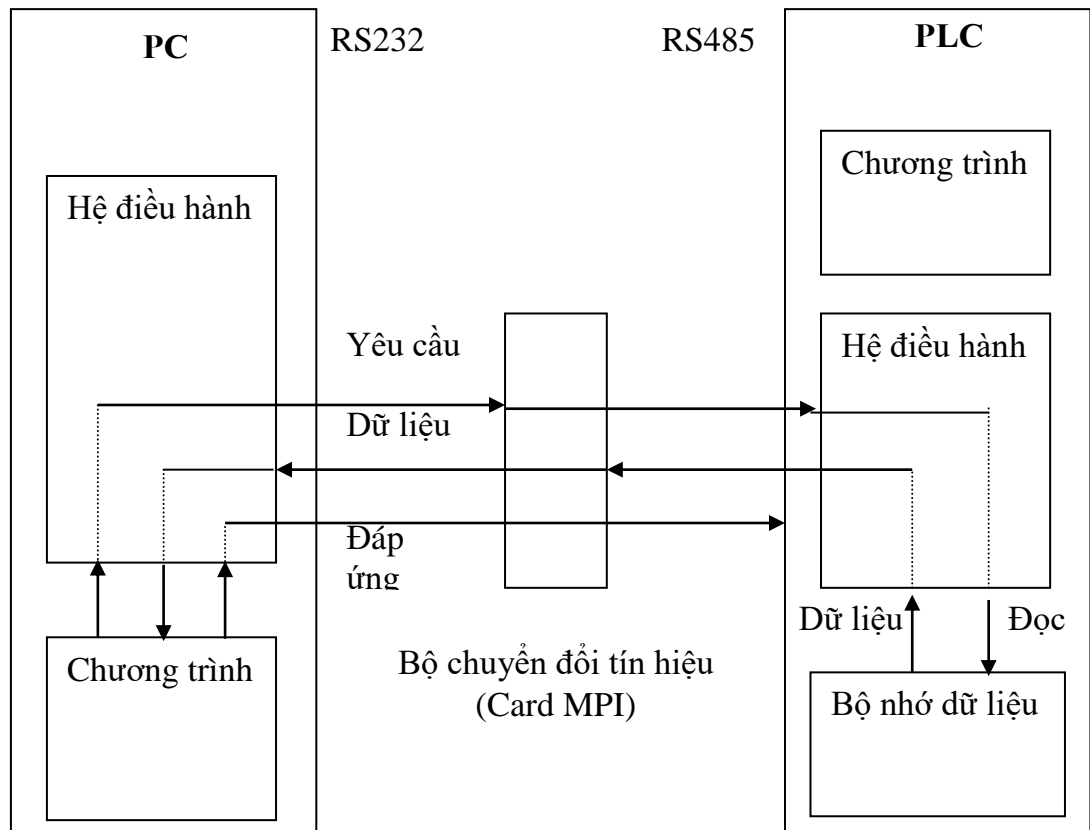 PC
RS232
RS485
PLC
Chương trình
Hệ điều hành
Hệ điều hành
Yêu cầu
Dữ liệu
Đáp
ứng
Dữ liệu
Đọc
Chương trình
Bộ chuyển đổi tín hiệu
(Card MPI)
Bộ nhớ dữ liệu